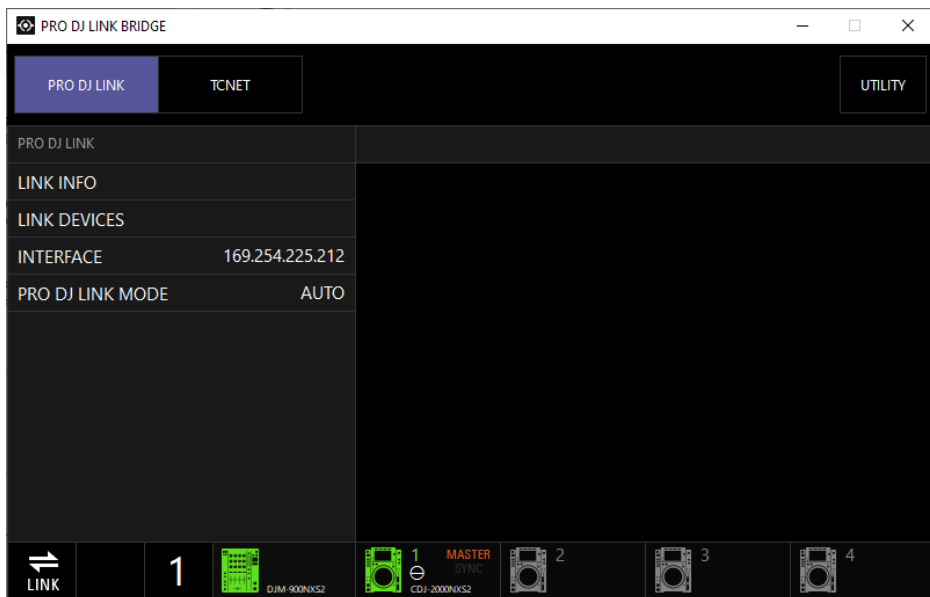 PRO DJ LINK BRIDGE
PRO DJ LINK
TCNET
UTILITY
PRO DJ LINK
LINK INFO
LINK DEVICES
INTERFACE 169.254.225.212
PRO DJ LINK MODE AUTO
LINK
1
DJM-900NXS2
1 MASTER
SYNC
CDJ-2000NXS2
2
3
4